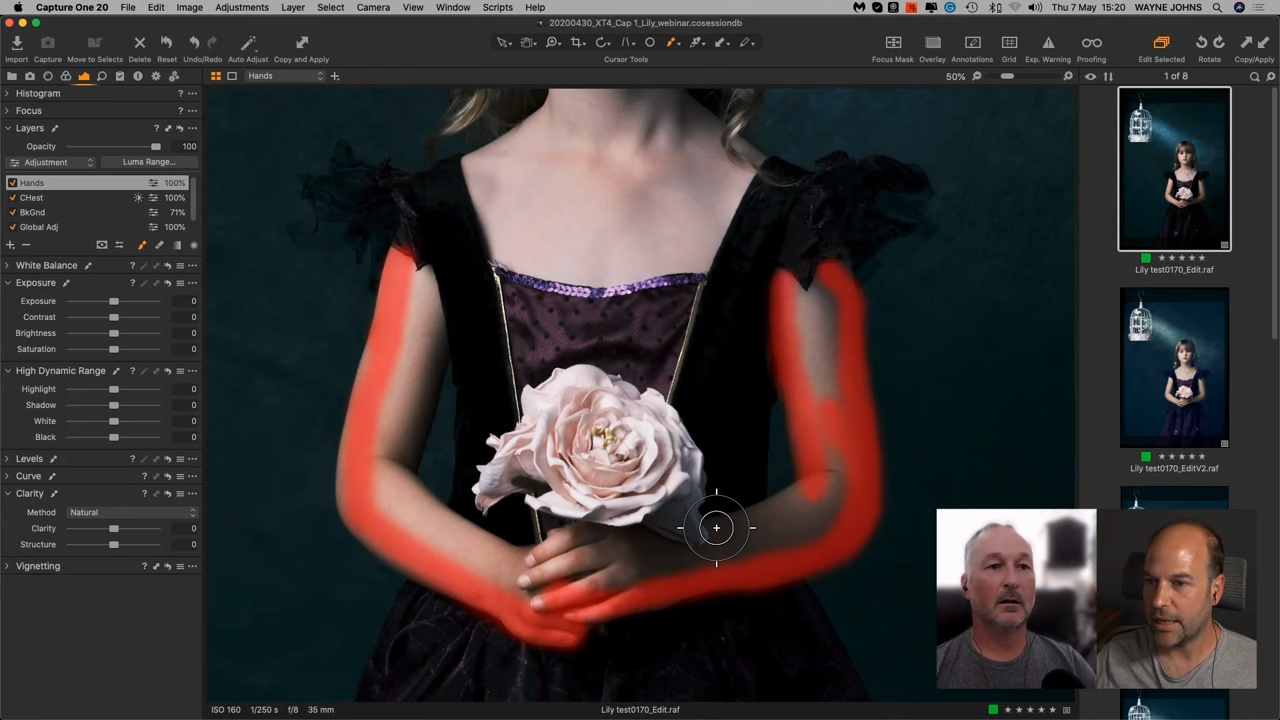 Capture One 20 File Edit Image Adjustments Layer Select Camera View Window Scripts Help Thu 7 May 15:20 WAYNE JOHNS
20200430_XT4_Cap 1_Lily_webinar.cosessiondb
Import Capture Move to Selects Delete Reset Undo/Redo Auto Adjust Copy and Apply Cursor Tools Focus Mask Overlay Annotations Grid Exp. Warning Proofing Edit Selected Rotate Copy/Apply
Hands 50% 1 of 8
Histogram ? ...
Focus ...
Layers ? ...
Opacity 100
Adjustment Luma Range...
Hands 100%
CHest 100%
BkGnd 71%
Global Adj 100%
White Balance ? ...
Exposure ? ...
Exposure 0
Contrast 0
Brightness 0
Saturation 0
High Dynamic Range ? ...
Highlight 0
Shadow 0
White 0
Black 0
Levels ? ...
Curve ? ...
Clarity ? ...
Method Natural
Clarity 0
Structure 0
Vignetting ? ...
Lily test0170_Edit.raf
Lily test0170_EditV2.raf
ISO 160 1/250 s f/8 35 mm Lily test0170_Edit.raf